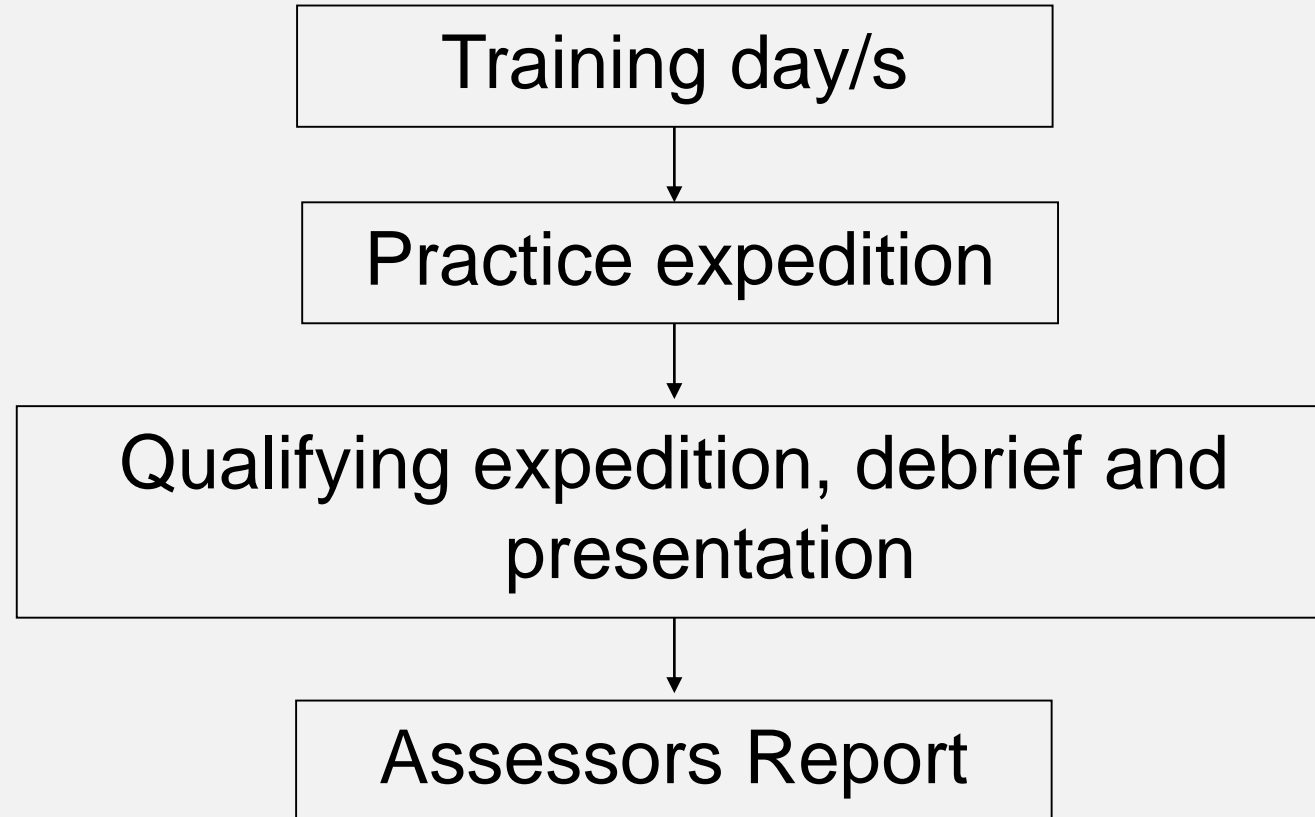 Training day/s
Practice expedition
Qualifying expedition, debrief and
presentation
Assessors Report